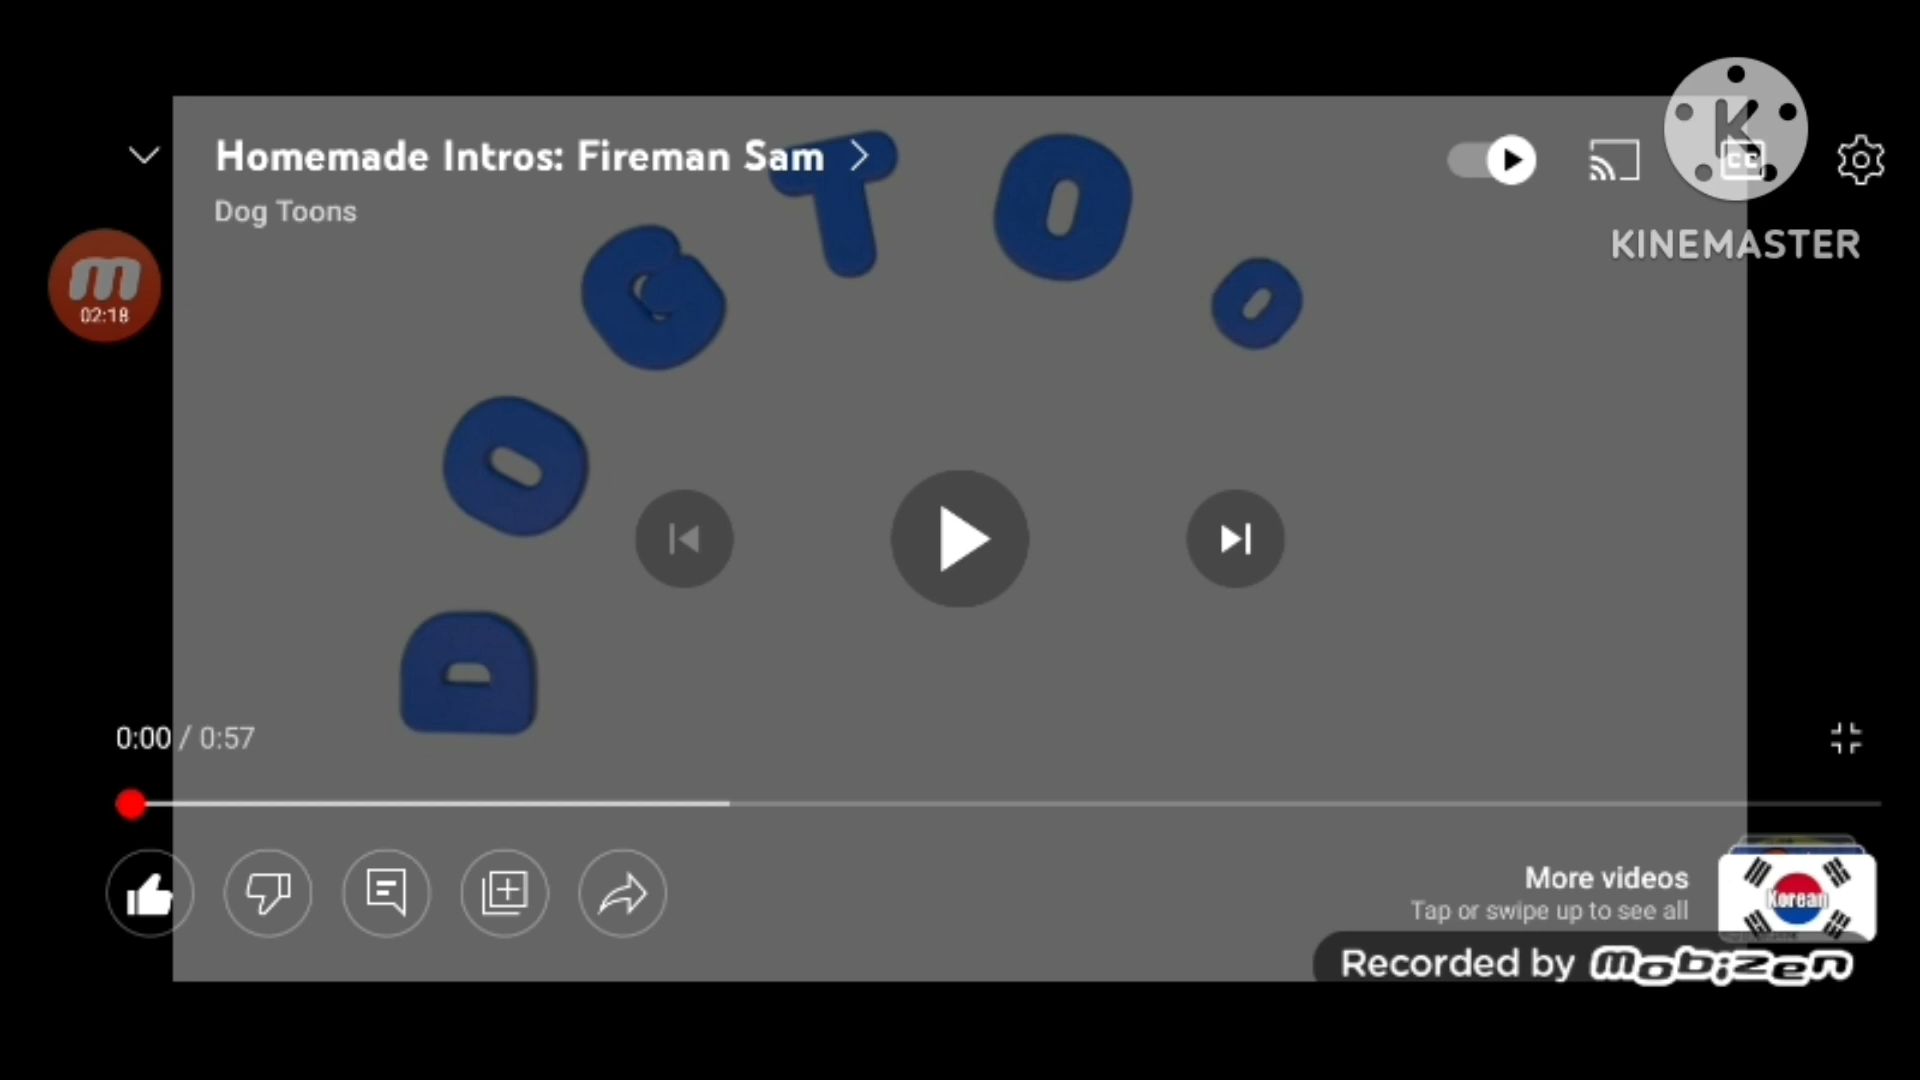 Homemade Intros: Fireman Sam
Dog Toons
K
CC
KINEMASTER
m
02:18
D O G T O O
0:00 / 0:57
More videos
Tap or swipe up to see all
Korean
Recorded by mobizen